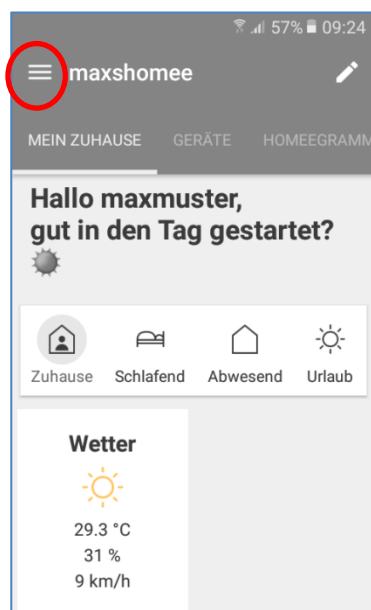 57% 09:24
maxshomee
MEIN ZUHAUSE GERÄTE HOMEEGRAMM
Hallo maxmuster,
gut in den Tag gestartet?
Zuhause Schlafend Abwesend Urlaub
Wetter
29.3 °C
31 %
9 km/h